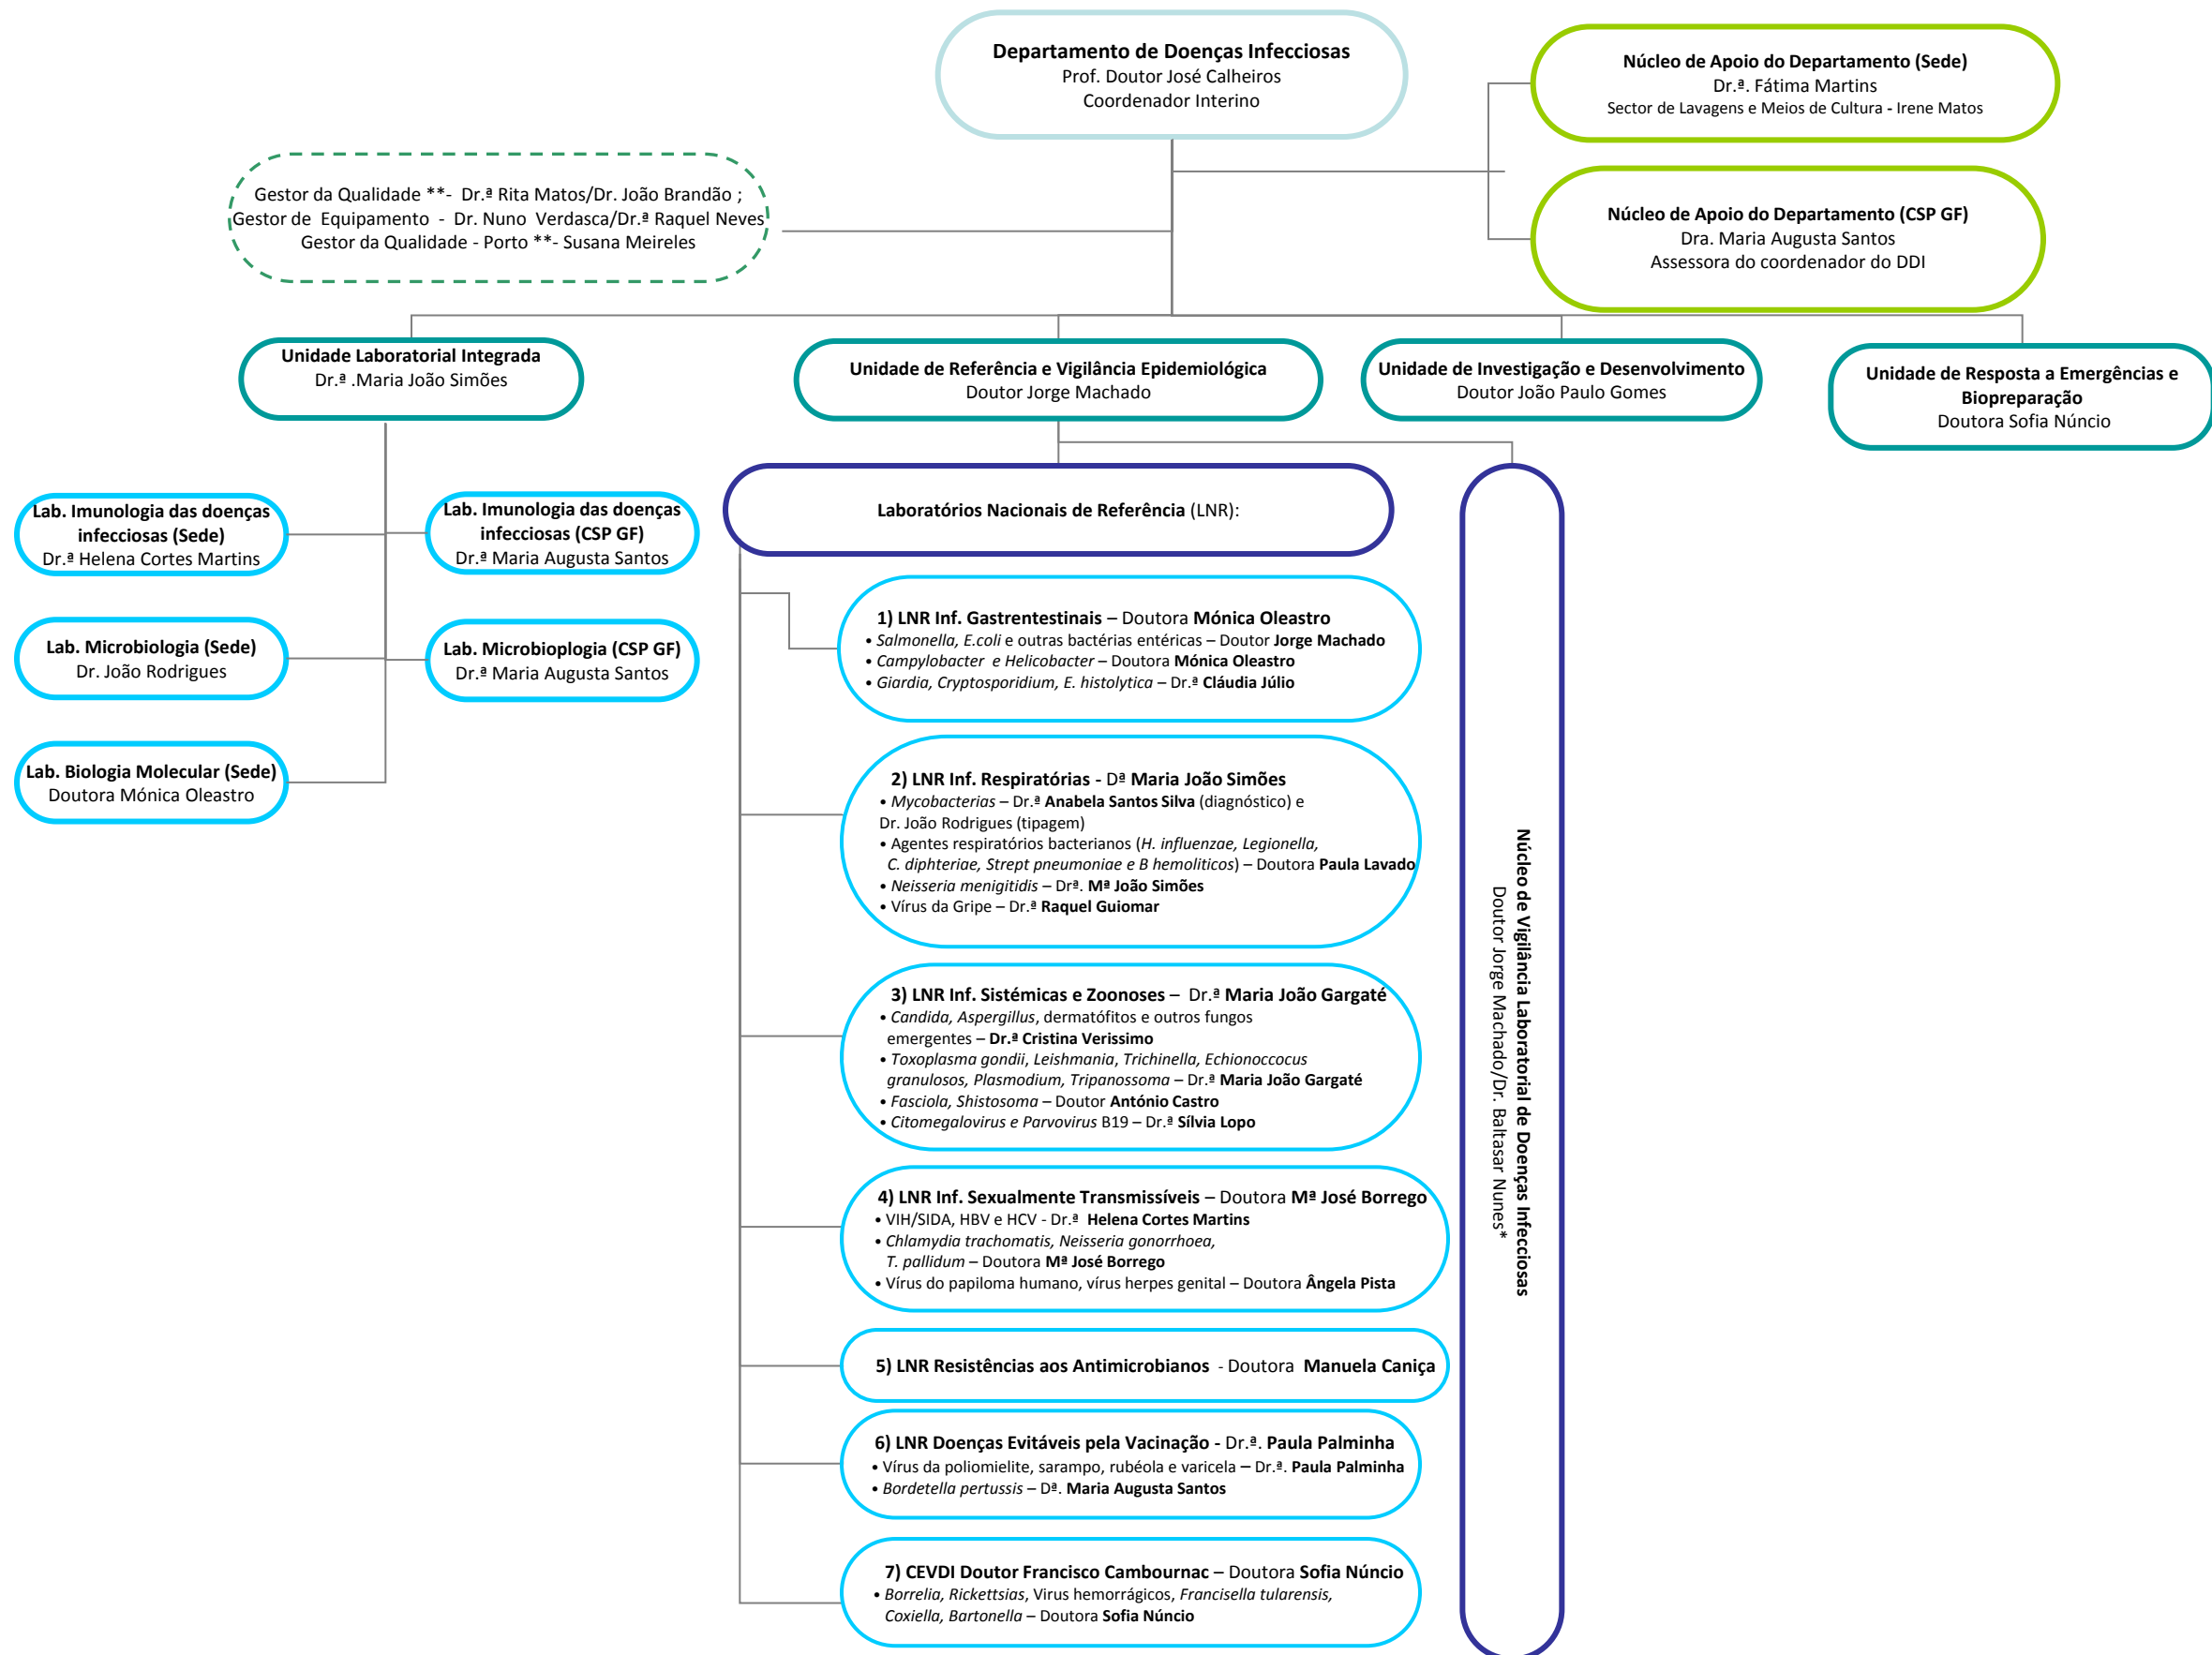 Departamento de Doenças Infecciosas
Prof. Doutor José Calheiros
Coordenador Interino
Núcleo de Apoio do Departamento (Sede)
Dr.ª. Fátima Martins
Sector de Lavagens e Meios de Cultura - Irene Matos
Gestor da Qualidade **-  Dr.ª Rita Matos/Dr. João Brandão ;
Gestor de  Equipamento  -  Dr. Nuno  Verdasca/Dr.ª Raquel Neves
Gestor da Qualidade - Porto **- Susana Meireles
Núcleo de Apoio do Departamento (CSP GF)
Dra. Maria Augusta Santos
Assessora do coordenador do DDI
Unidade Laboratorial Integrada
Dr.ª .Maria João Simões
Unidade de Referência e Vigilância Epidemiológica
Doutor Jorge Machado
Unidade de Investigação e Desenvolvimento
Doutor João Paulo Gomes
Unidade de Resposta a Emergências e
Biopreparação
Doutora Sofia Núncio
Lab. Imunologia das doenças
infecciosas (Sede)
Dr.ª Helena Cortes Martins
Lab. Imunologia das doenças
infecciosas (CSP GF)
Dr.ª Maria Augusta Santos
Lab. Microbiologia (Sede)
Dr. João Rodrigues
Lab. Microbioplogia (CSP GF)
Dr.ª Maria Augusta Santos
Lab. Biologia Molecular (Sede)
Doutora Mónica Oleastro
Laboratórios Nacionais de Referência (LNR):
1) LNR Inf. Gastrentestinais – Doutora Mónica Oleastro
• Salmonella, E.coli e outras bactérias entéricas – Doutor Jorge Machado
• Campylobacter  e Helicobacter – Doutora Mónica Oleastro
• Giardia, Cryptosporidium, E. histolytica – Dr.ª Cláudia Júlio
2) LNR Inf. Respiratórias - Dª Maria João Simões
• Mycobacterias – Dr.ª Anabela Santos Silva (diagnóstico) e
Dr. João Rodrigues (tipagem)
• Agentes respiratórios bacterianos (H. influenzae, Legionella,
C. diphteriae, Strept pneumoniae e B hemoliticos) – Doutora Paula Lavado
• Neisseria menigitidis – Drª. Mª João Simões
• Vírus da Gripe – Dr.ª Raquel Guiomar
3) LNR Inf. Sistémicas e Zoonoses –  Dr.ª Maria João Gargaté
• Candida, Aspergillus, dermatófitos e outros fungos
emergentes – Dr.ª Cristina Verissimo
• Toxoplasma gondii, Leishmania, Trichinella, Echionoccocus
granulosos, Plasmodium, Tripanossoma – Dr.ª Maria João Gargaté
• Fasciola, Shistosoma – Doutor António Castro
• Citomegalovirus e Parvovirus B19 – Dr.ª Sílvia Lopo
4) LNR Inf. Sexualmente Transmissíveis – Doutora Mª José Borrego
• VIH/SIDA, HBV e HCV - Dr.ª  Helena Cortes Martins
• Chlamydia trachomatis, Neisseria gonorrhoea,
T. pallidum – Doutora Mª José Borrego
• Vírus do papiloma humano, vírus herpes genital – Doutora Ângela Pista
5) LNR Resistências aos Antimicrobianos  - Doutora  Manuela Caniça
6) LNR Doenças Evitáveis pela Vacinação - Dr.ª. Paula Palminha
• Vírus da poliomielite, sarampo, rubéola e varicela – Dr.ª. Paula Palminha
• Bordetella pertussis – Dª. Maria Augusta Santos
7) CEVDI Doutor Francisco Cambournac – Doutora Sofia Núncio
• Borrelia, Rickettsias, Virus hemorrágicos, Francisella tularensis,
Coxiella, Bartonella – Doutora Sofia Núncio
Núcleo de Vigilância Laboratorial de Doenças Infecciosas
Doutor Jorge Machado/Dr. Baltasar Nunes*